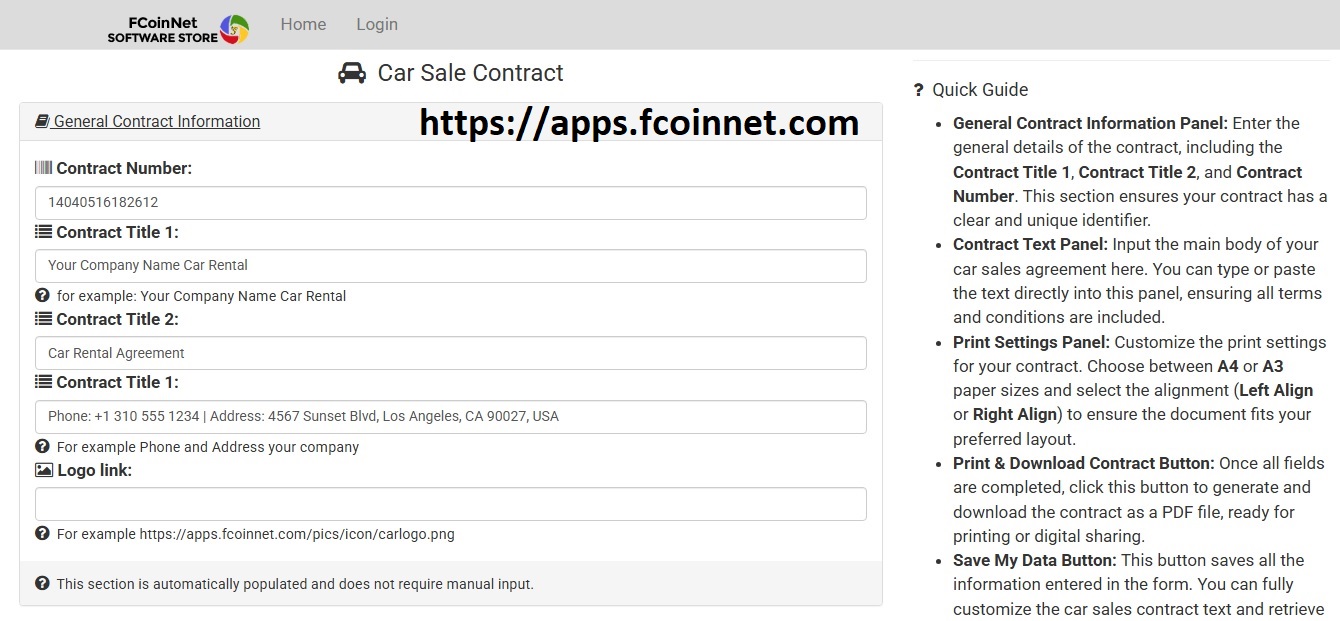 FCoinNet
SOFTWARE STORE
Home
Login
Car Sale Contract
General Contract Information
https://apps.fcoinnet.com
Contract Number:
14040516182612
Contract Title 1:
Your Company Name Car Rental
for example: Your Company Name Car Rental
Contract Title 2:
Car Rental Agreement
Contract Title 1:
Phone: +1 310 555 1234 | Address: 4567 Sunset Blvd, Los Angeles, CA 90027, USA
For example Phone and Address your company
Logo link:
For example https://apps.fcoinnet.com/pics/icon/carlogo.png
This section is automatically populated and does not require manual input.
? Quick Guide
• General Contract Information Panel: Enter the
general details of the contract, including the
Contract Title 1, Contract Title 2, and Contract
Number. This section ensures your contract has a
clear and unique identifier.
• Contract Text Panel: Input the main body of your
car sales agreement here. You can type or paste
the text directly into this panel, ensuring all terms
and conditions are included.
• Print Settings Panel: Customize the print settings
for your contract. Choose between A4 or A3
paper sizes and select the alignment (Left Align
or Right Align) to ensure the document fits your
preferred layout.
• Print & Download Contract Button: Once all fields
are completed, click this button to generate and
download the contract as a PDF file, ready for
printing or digital sharing.
• Save My Data Button: This button saves all the
information entered in the form. You can fully
customize the car sales contract text and retrieve